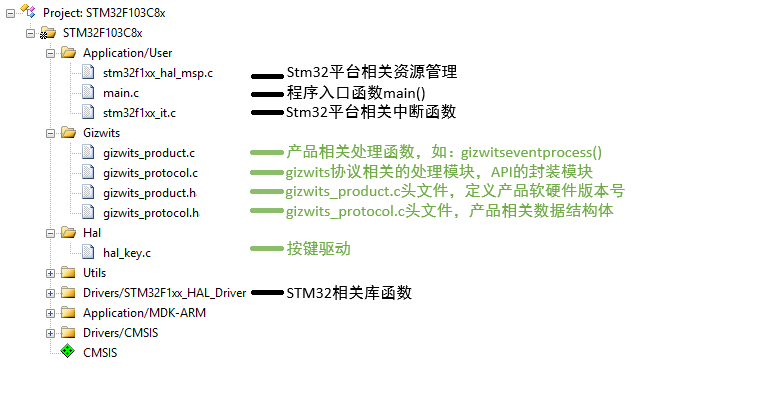 Project: STM32F103C8x
STM32F103C8x
Application/User
stm32f1xx_hal_msp.c Stm32平台相关资源管理
main.c 程序入口函数main()
stm32f1xx_it.c Stm32平台相关中断函数
Gizwits
gizwits_product.c 产品相关处理函数，如：gizwitseventprocess()
gizwits_protocol.c gizwits协议相关的处理模块，API的封装模块
gizwits_product.h gizwits_product.c头文件，定义产品软硬件版本号
gizwits_protocol.h gizwits_protocol.c头文件，产品相关数据结构体
Hal
hal_key.c 按键驱动
Utils
Drivers/STM32F1xx_HAL_Driver STM32相关库函数
Application/MDK-ARM
Drivers/CMSIS
CMSIS